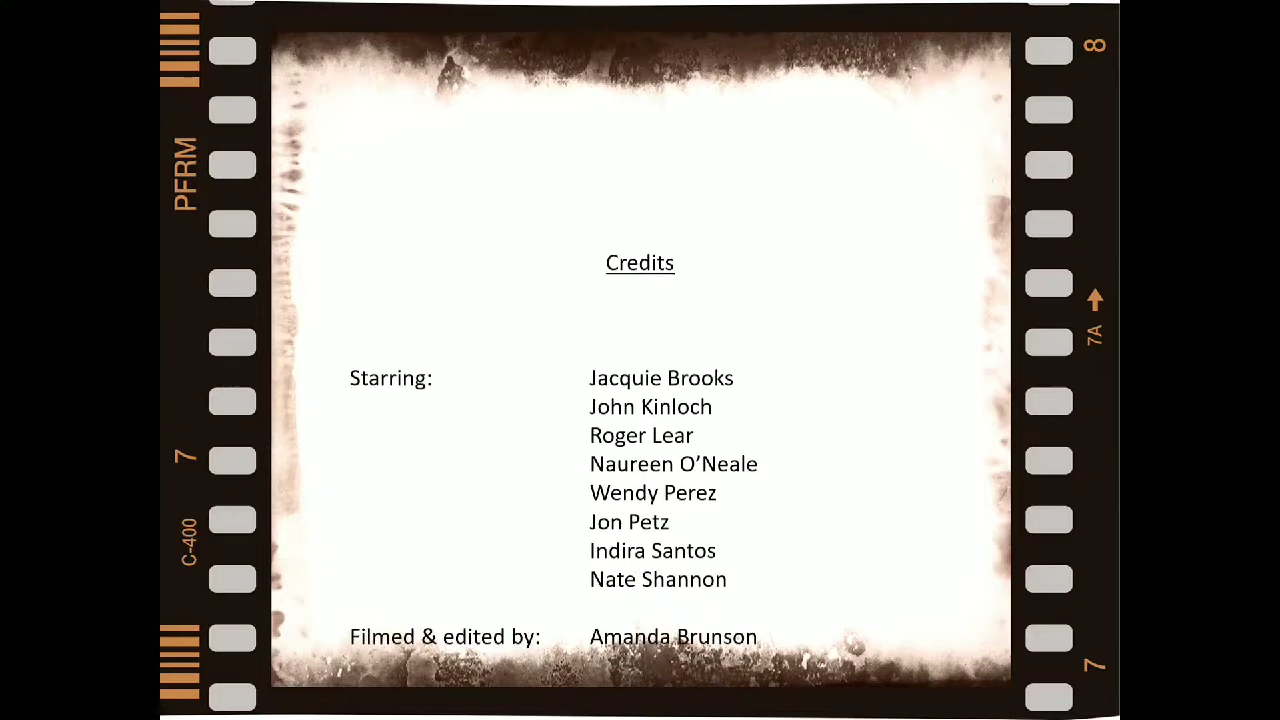 8
PFRM
Credits
7A
Starring: Jacquie Brooks
John Kinloch
Roger Lear
7
Naureen O’Neale
Wendy Perez
Jon Petz
C-400
Indira Santos
Nate Shannon
Filmed & edited by: Amanda Brunson
7